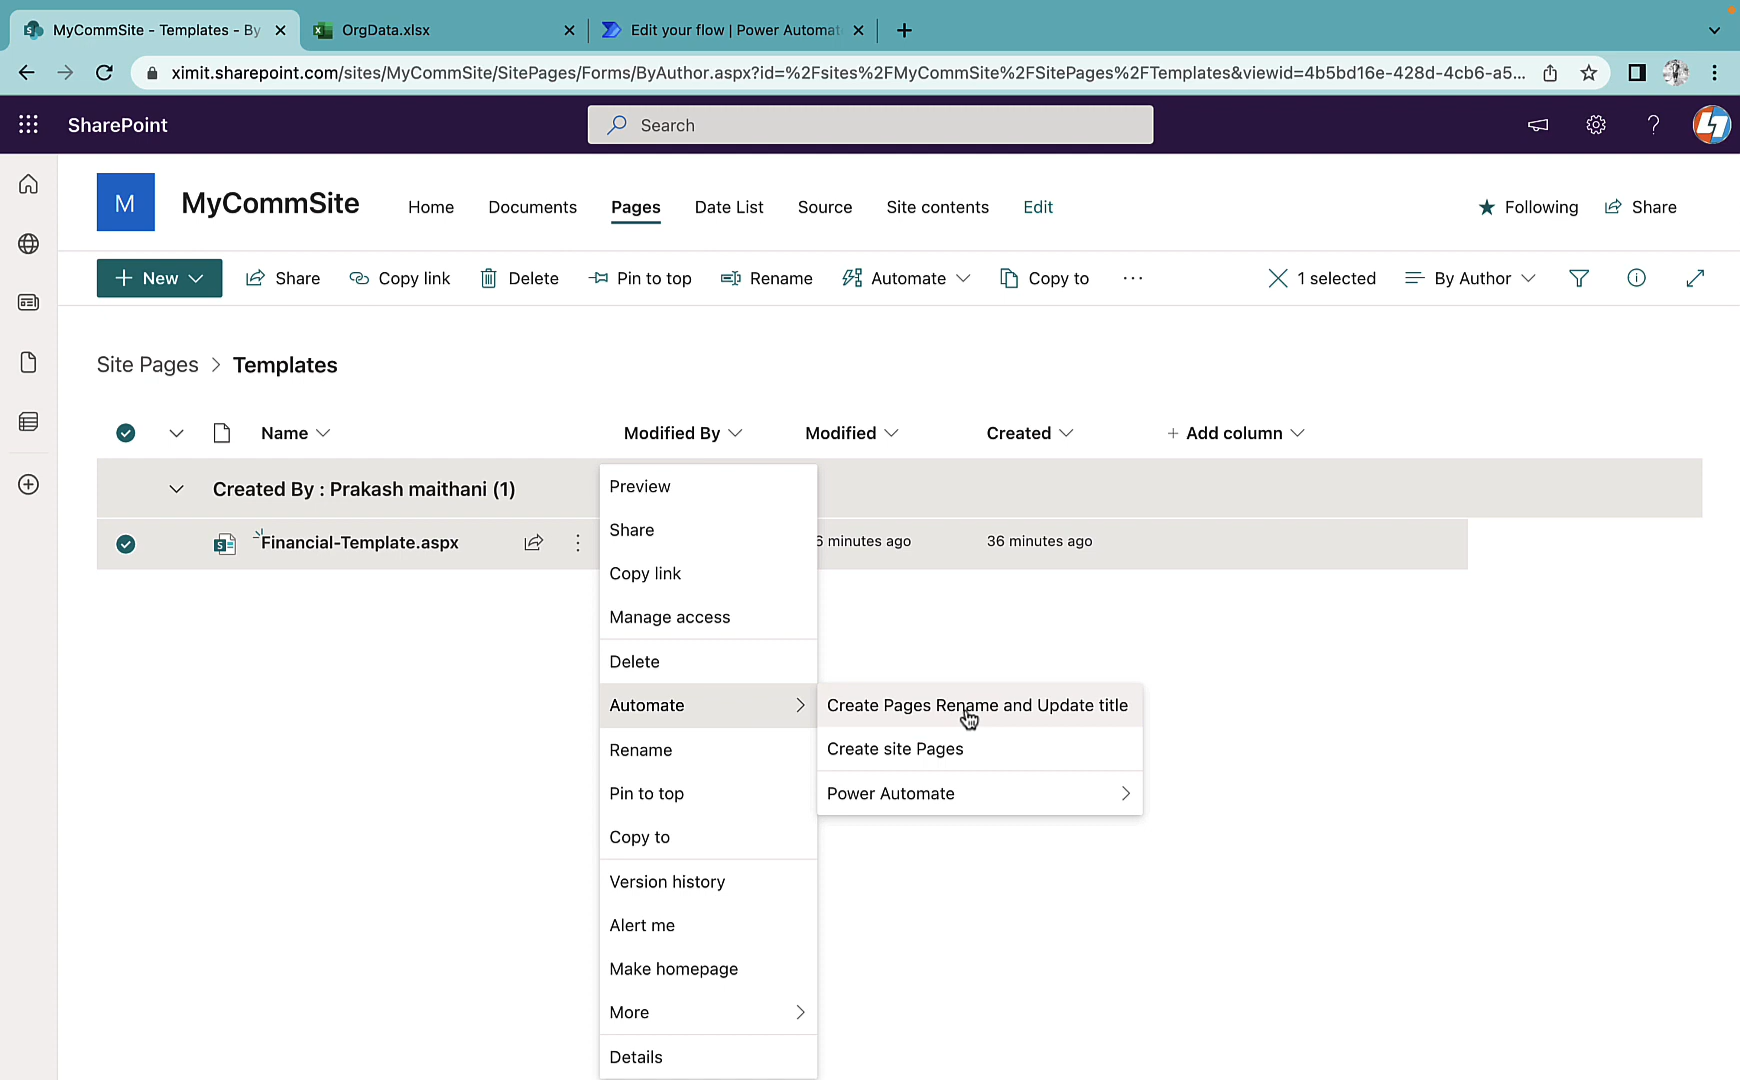 MyCommSite - Templates - By
OrgData.xlsx
Edit your flow | Power Automat
ximit.sharepoint.com/sites/MyCommSite/SitePages/Forms/ByAuthor.aspx?id=%2Fsites%2FMyCommSite%2FSitePages%2FTemplates&viewid=4b5bd16e-428d-4cb6-a5...
SharePoint
Search
M
MyCommSite
Home
Documents
Pages
Date List
Source
Site contents
Edit
Following
Share
New
Share
Copy link
Delete
Pin to top
Rename
Automate
Copy to
1 selected
By Author
Site Pages > Templates
Name
Modified By
Modified
Created
+ Add column
Created By : Prakash maithani (1)
Financial-Template.aspx
6 minutes ago
36 minutes ago
Preview
Share
Copy link
Manage access
Delete
Automate
Create Pages Rename and Update title
Create site Pages
Power Automate
Rename
Pin to top
Copy to
Version history
Alert me
Make homepage
More
Details